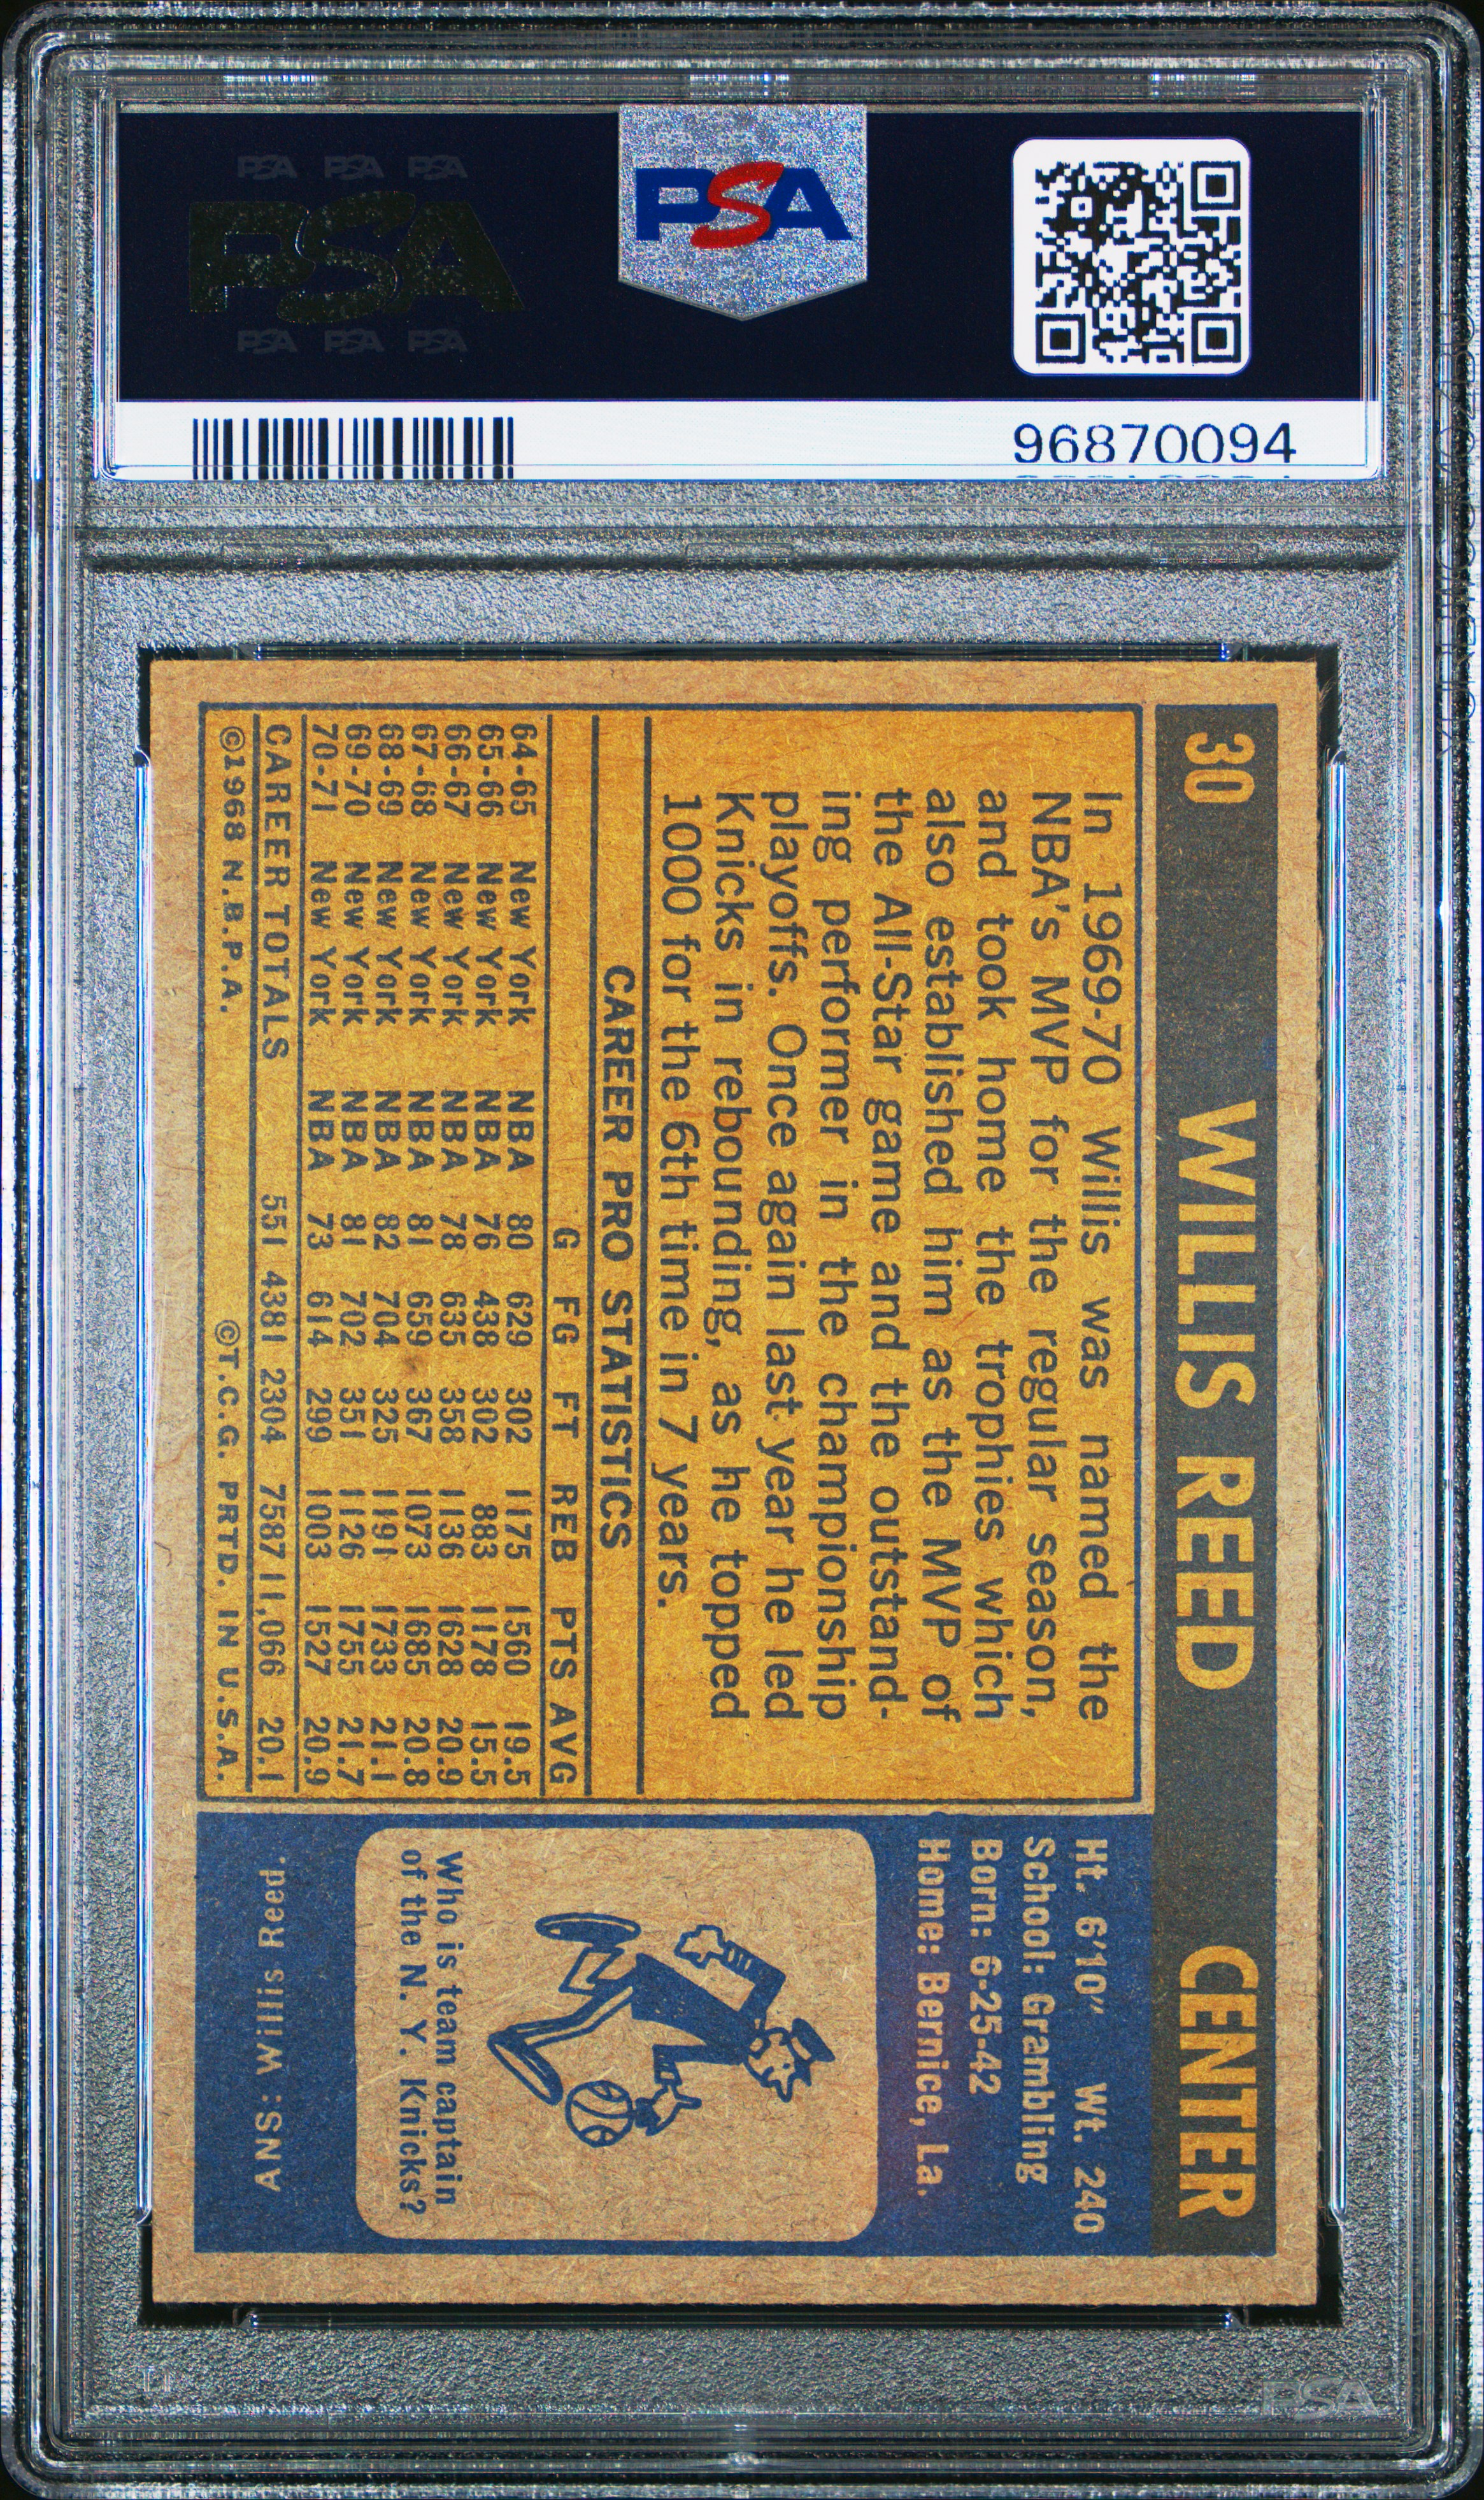 PSA PSA PSA
PSA
PSA PSA PSA
PSA
96870094
30 WILLIS REED CENTER
In 1969-70 Willis was named the
NBA's MVP for the regular season,
and took home the trophies which
also established him as the MVP of
the All-Star game and the outstand-
ing performer in the championship
playoffs. Once again last year he led
Knicks in rebounding, as he topped
1000 for the 6th time in 7 years.
CAREER PRO STATISTICS
G FG FT REB PTS AVG
64-65 New York NBA 80 629 302 1175 1560 19.5
65-66 New York NBA 76 438 302 883 1178 15.5
66-67 New York NBA 78 635 358 1136 1628 20.9
67-68 New York NBA 81 659 367 1073 1685 20.8
68-69 New York NBA 82 704 325 1191 1733 21.1
69-70 New York NBA 81 702 351 1126 1755 21.7
70-71 New York NBA 73 614 299 1003 1527 20.9
CAREER TOTALS 551 4381 2304 7587 11,066 20.1
©1968 N.B.P.A. ©T.C.G. PRTD. IN U.S.A.
Ht. 6'10" Wt. 240
School: Grambling
Born: 6-25-42
Home: Bernice, La.
Who is team captain
of the N. Y. Knicks?
ANS: Willis Reed.
PSA